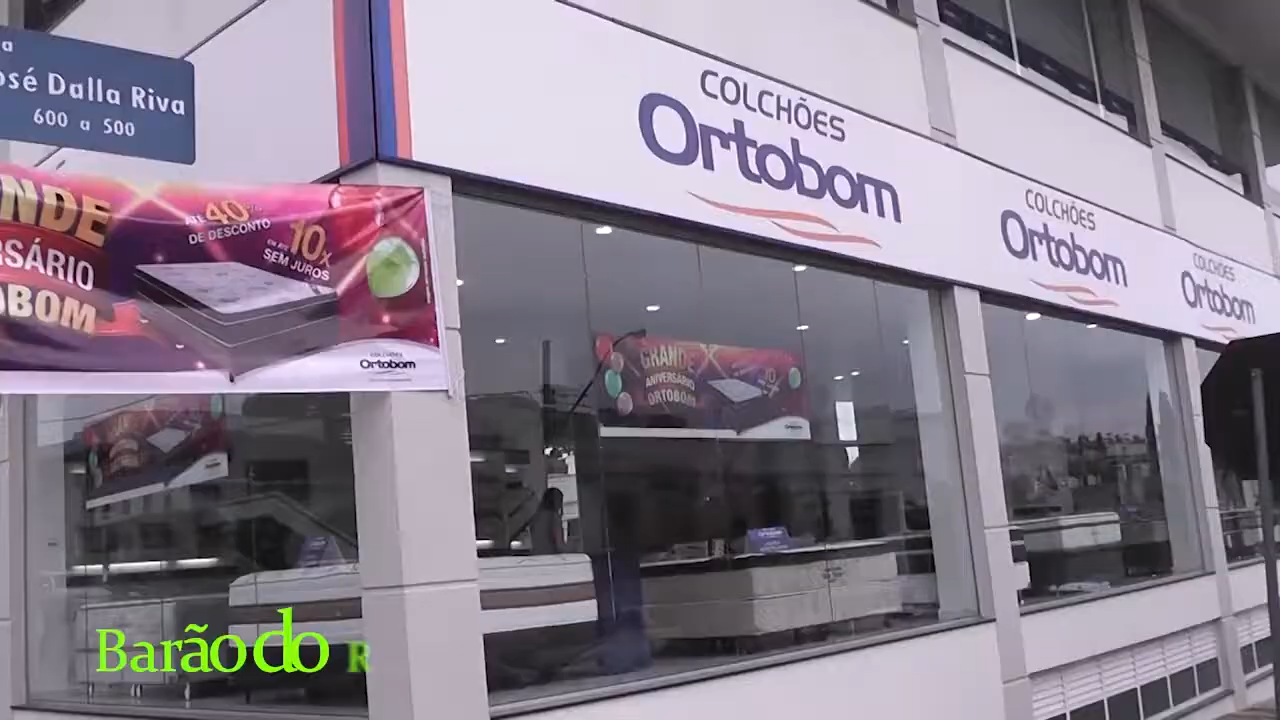 a
osé Dalla Riva
600 a 500
COLCHÕES
Ortobom
COLCHÕES
Ortobom
COLCHÕES
Ortobom
NDE
RSÁRIO
OBOM
ATÉ 40%
DE DESCONTO
EM ATÉ 10x
SEM JUROS
COLCHÕES
Ortobom
GRANDE
ANIVERSÁRIO
ORTOBOM
Barão do R